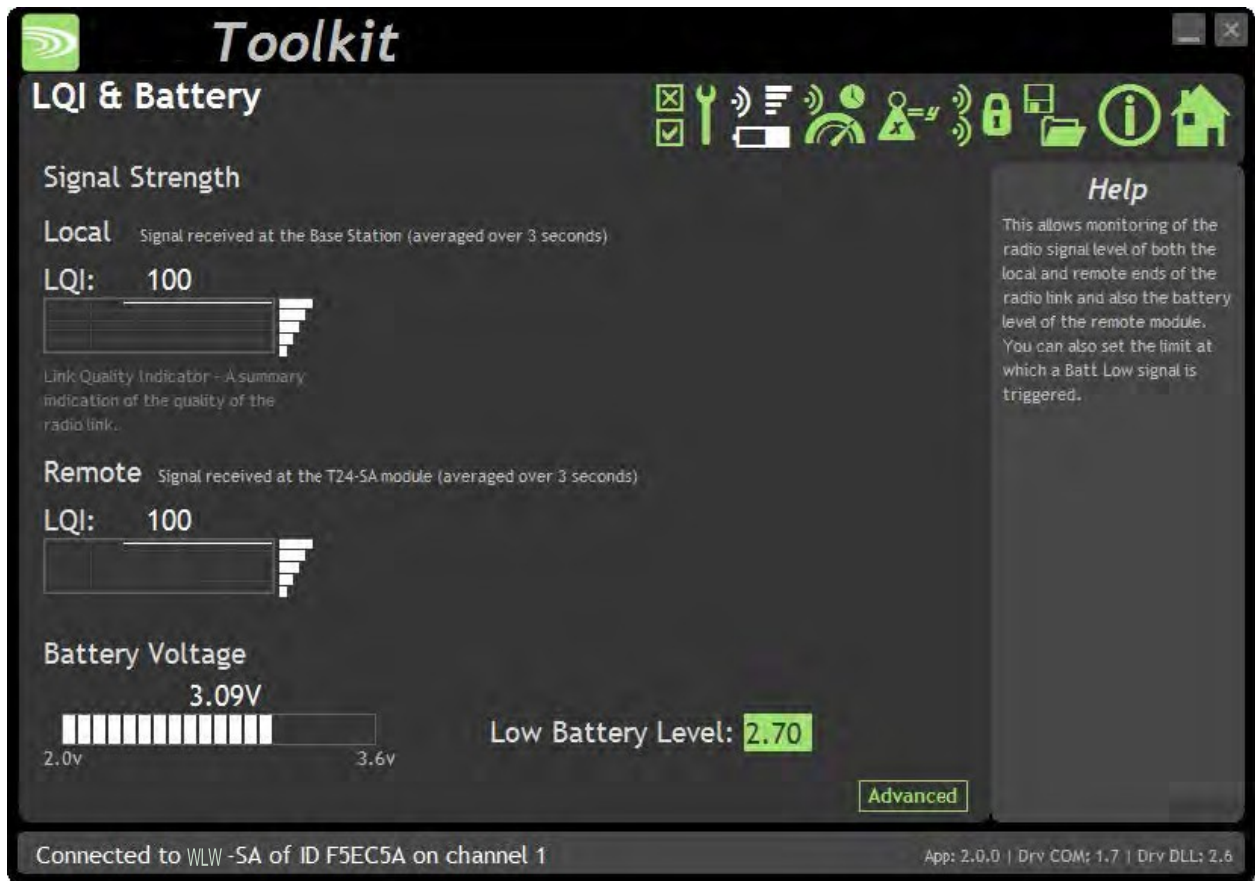 Toolkit
LQI & Battery
x
=y
Signal Strength
Local Signal received at the Base Station (averaged over 3 seconds)
LQI: 100
Link Quality Indicator - A summary
indication of the quality of the
radio link.
Remote Signal received at the T24-SA module (averaged over 3 seconds)
LQI: 100
Battery Voltage
3.09V
2.0v 3.6v
Low Battery Level: 2.70
Advanced
Help
This allows monitoring of the
radio signal level of both the
local and remote ends of the
radio link and also the battery
level of the remote module.
You can also set the limit at
which a Batt Low signal is
triggered.
Connected to WLW -SA of ID F5EC5A on channel 1
App: 2.0.0 | Drv COM: 1.7 | Drv DLL: 2.6